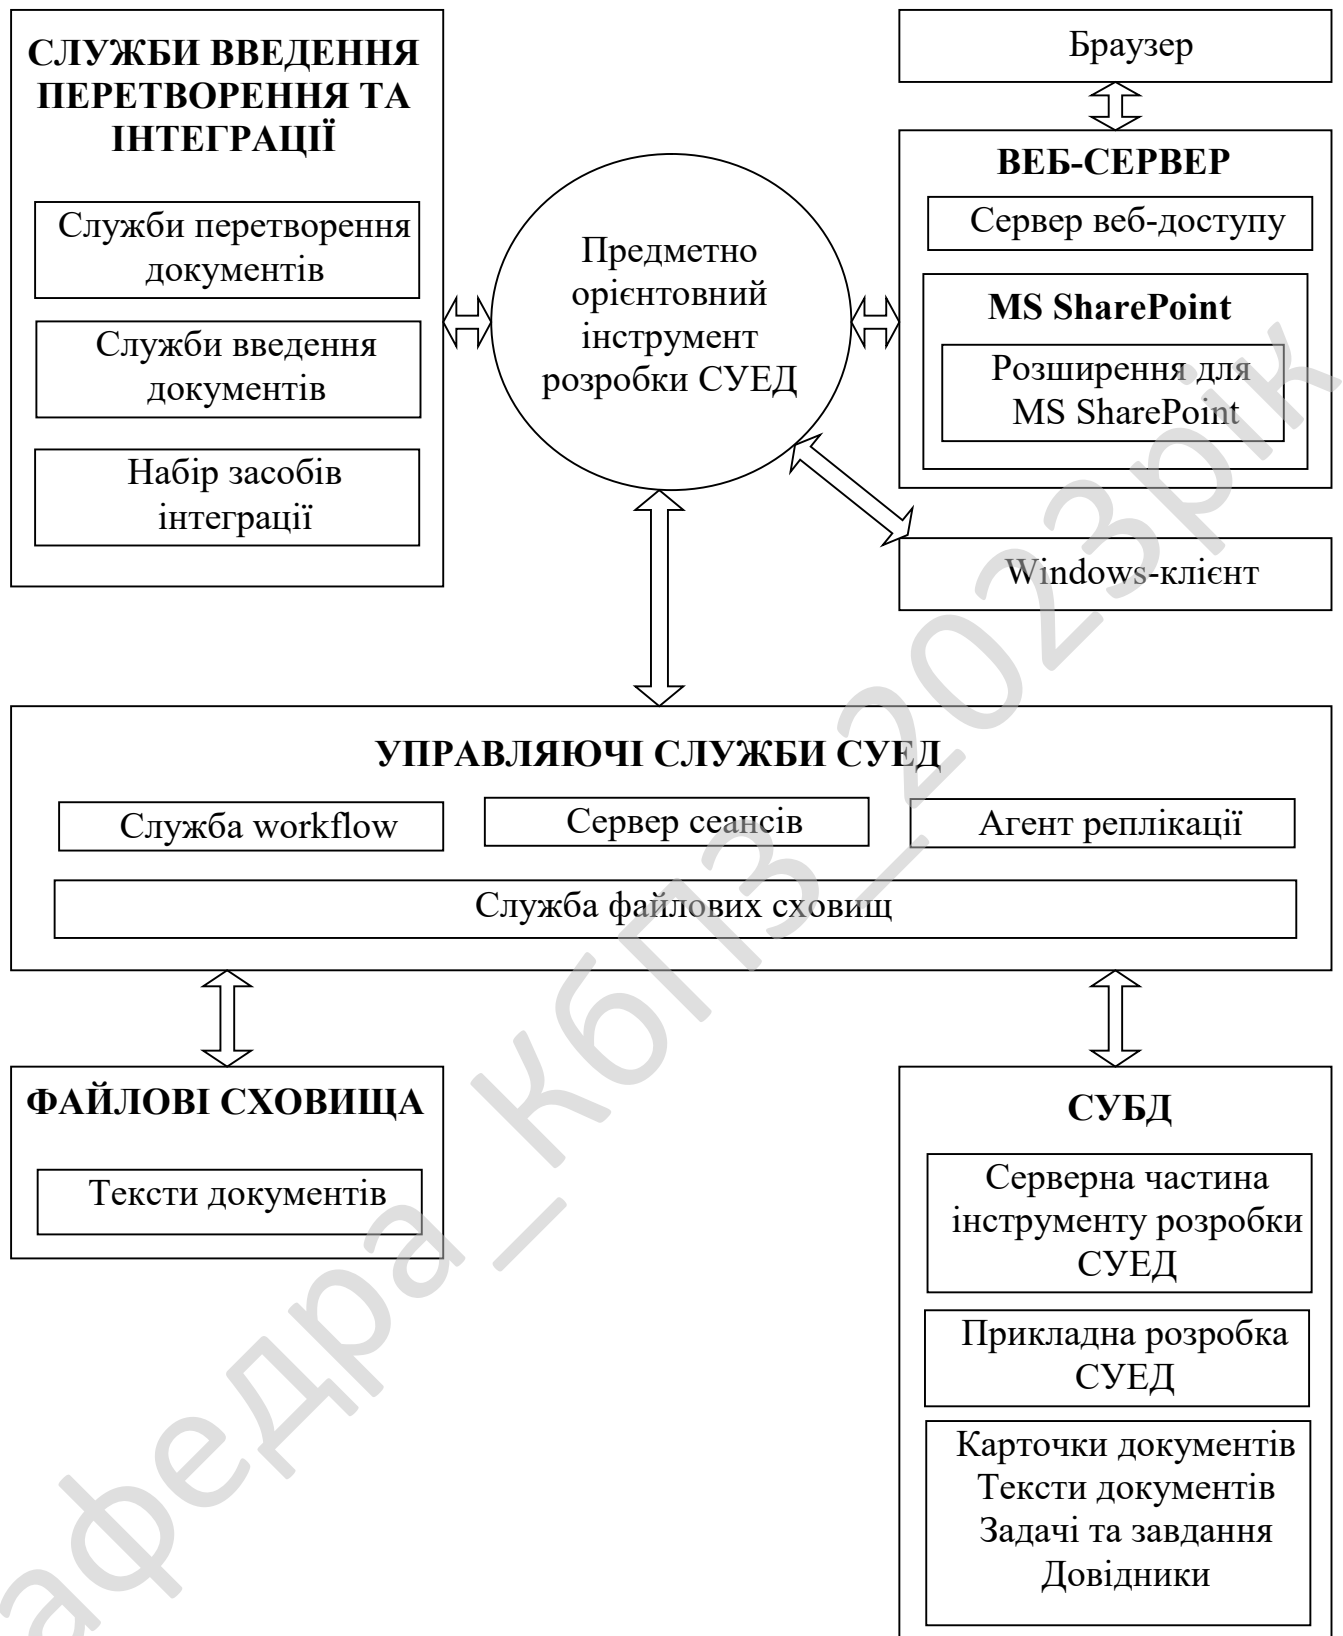 СЛУЖБИ ВВЕДЕННЯ
ПЕРЕТВОРЕННЯ ТА
ІНТЕГРАЦІЇ
Служби перетворення
документів
Служби введення
документів
Набір засобів
інтеграції
Предметно
орієнтовний
інструмент
розробки СУЕД
Браузер
ВЕБ-СЕРВЕР
Сервер веб-доступу
MS SharePoint
Розширення для
MS SharePoint
Windows-клієнт
УПРАВЛЯЮЧІ СЛУЖБИ СУЕД
Служба workflow
Сервер сеансів
Агент реплікації
Служба файлових сховищ
ФАЙЛОВІ СХОВИЩА
Тексти документів
СУБД
Серверна частина
інструменту розробки
СУЕД
Прикладна розробка
СУЕД
Карточки документів
Тексти документів
Задачі та завдання
Довідники
афедра_КбПЗ_2023рік